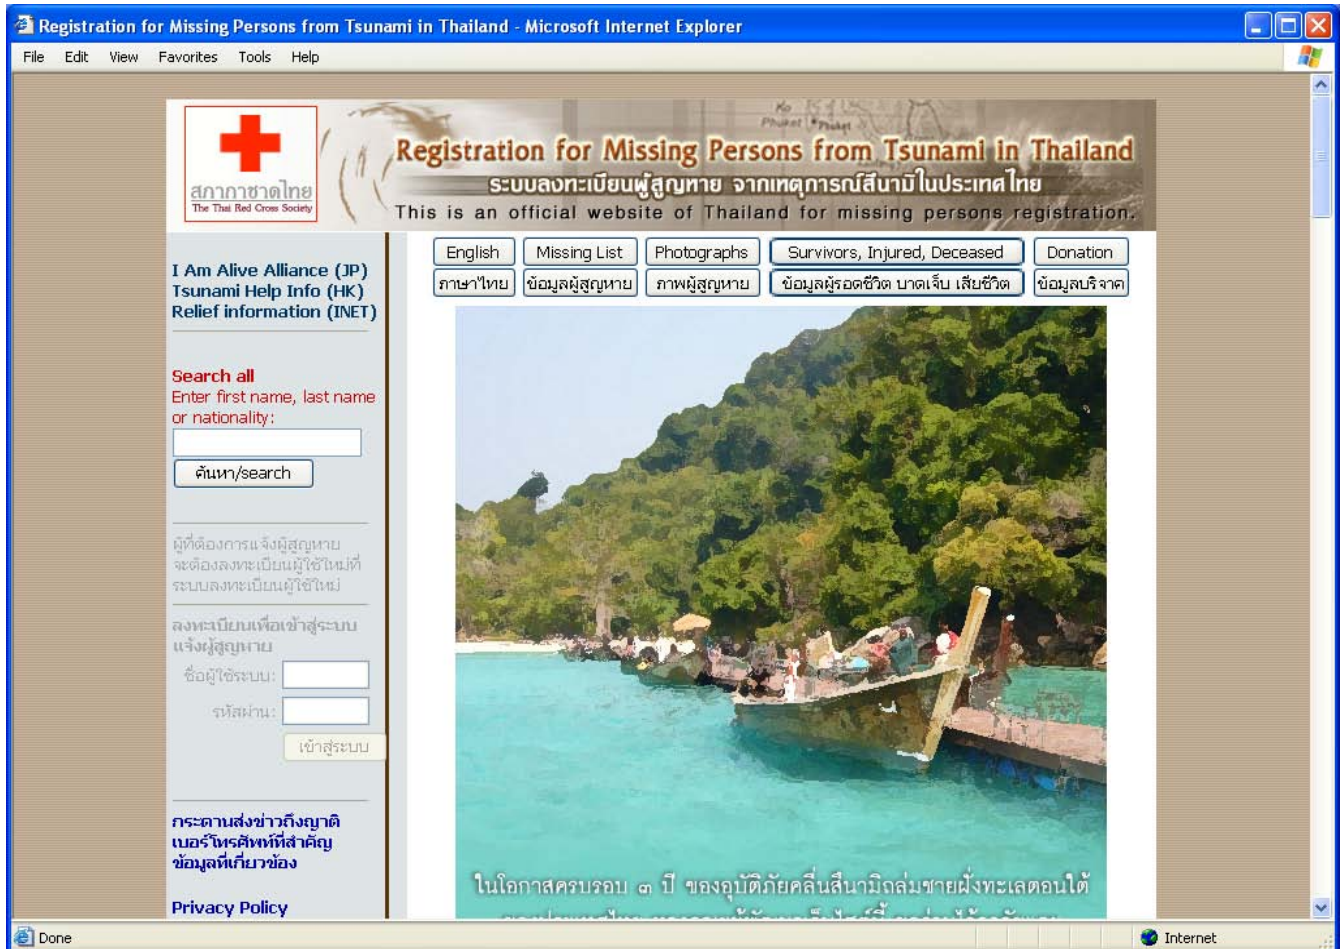 Registration for Missing Persons from Tsunami in Thailand - Microsoft Internet Explorer
File Edit View Favorites Tools Help
สภากาชาดไทย
The Thai Red Cross Society
Ko
Phuket Phuket
Registration for Missing Persons from Tsunami in Thailand
ระบบลงทะเบียนผู้สูญหาย จากเหตุการณ์สึนามิในประเทศไทย
This is an official website of Thailand for missing persons registration.
English Missing List Photographs Survivors, Injured, Deceased Donation
ภาษาไทย ข้อมูลผู้สูญหาย ภาพผู้สูญหาย ข้อมูลผู้รอดชีวิต บาดเจ็บ เสียชีวิต ข้อมูลบริจาค
I Am Alive Alliance (JP)
Tsunami Help Info (HK)
Relief information (INET)
Search all
Enter first name, last name
or nationality:
ค้นหา/search
ผู้ที่ต้องการแจ้งผู้สูญหาย
จะต้องลงทะเบียนผู้ใช้ใหม่ที่
ระบบลงทะเบียนผู้ใช้ใหม่
ลงทะเบียนเพื่อเข้าสู่ระบบ
แจ้งผู้สูญหาย
ชื่อผู้ใช้ระบบ:
รหัสผ่าน:
เข้าสู่ระบบ
กระดานส่งข่าวถึงญาติ
เบอร์โทรศัพท์ที่สำคัญ
ข้อมูลที่เกี่ยวข้อง
Privacy Policy
ในโอกาสครบรอบ ๓ ปี ของอุบัติภัยคลื่นสึนามิถล่มชายฝั่งทะเลตอนใต้
Done Internet